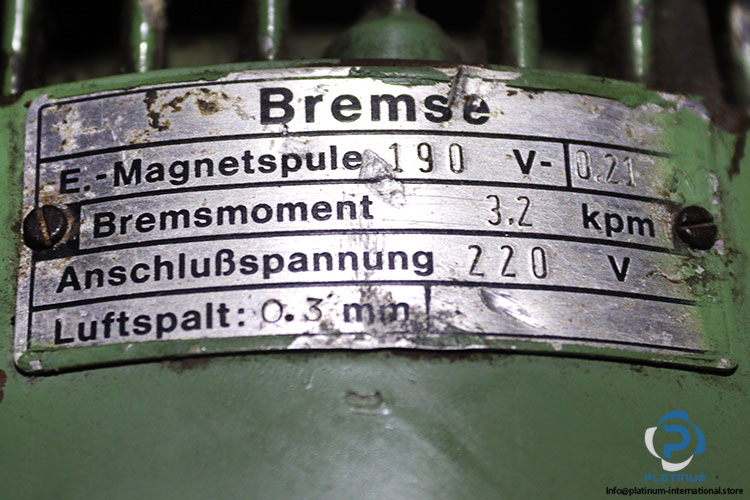 Bremse
E.-Magnetspule 190 V- 0.21
Bremsmoment 3.2 kpm
Anschlußspannung 220 V
Luftspalt: 0.3 mm
PLATINUM
Info@platinum-international.store